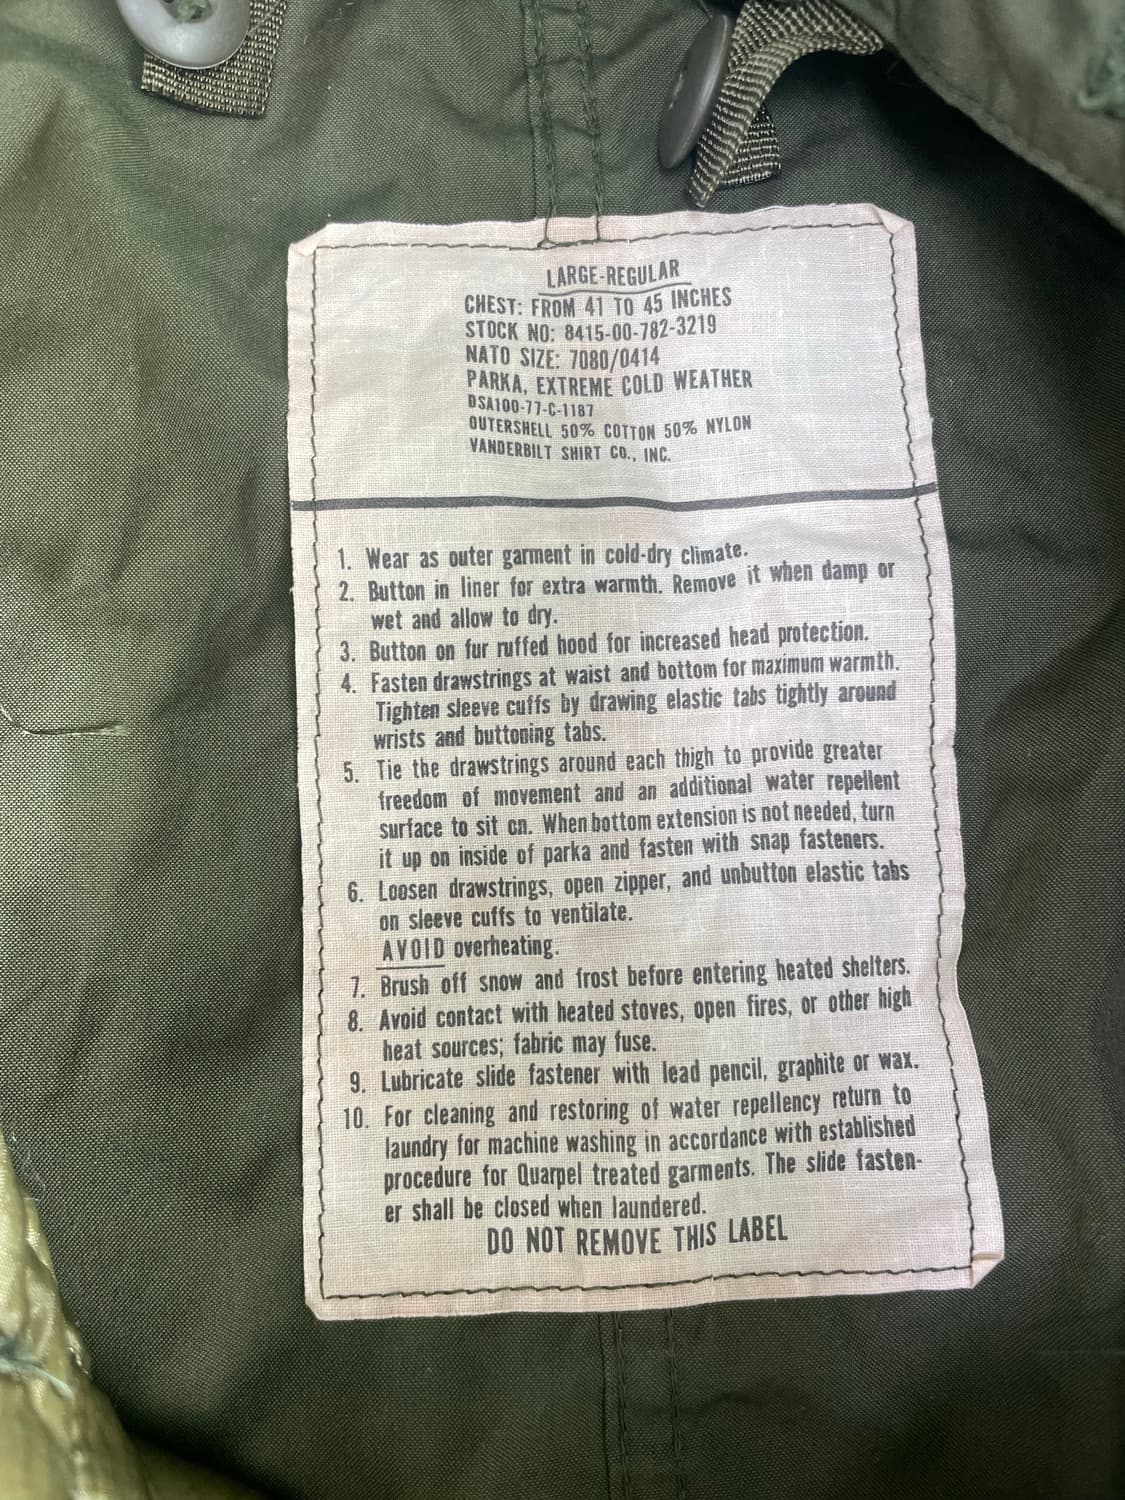 LARGE-REGULAR
CHEST: FROM 41 TO 45 INCHES
STOCK NO: 8415-00-782-3219
NATO SIZE: 7080/0414
PARKA, EXTREME COLD WEATHER
DSA100-77-C-1187
OUTERSHELL 50% COTTON 50% NYLON
VANDERBILT SHIRT CO., INC.
1. Wear as outer garment in cold-dry climate.
2. Button in liner for extra warmth. Remove it when damp or
wet and allow to dry.
3. Button on fur ruffed hood for increased head protection.
4. Fasten drawstrings at waist and bottom for maximum warmth.
Tighten sleeve cuffs by drawing elastic tabs tightly around
wrists and buttoning tabs.
5. Tie the drawstrings around each thigh to provide greater
freedom of movement and an additional water repellent
surface to sit on. When bottom extension is not needed, turn
it up on inside of parka and fasten with snap fasteners.
6. Loosen drawstrings, open zipper, and unbutton elastic tabs
on sleeve cuffs to ventilate.
AVOID overheating.
7. Brush off snow and frost before entering heated shelters.
8. Avoid contact with heated stoves, open fires, or other high
heat sources; fabric may fuse.
9. Lubricate slide fastener with lead pencil, graphite or wax.
10. For cleaning and restoring of water repellency return to
laundry for machine washing in accordance with established
procedure for Quarpel treated garments. The slide fasten-
er shall be closed when laundered.
DO NOT REMOVE THIS LABEL